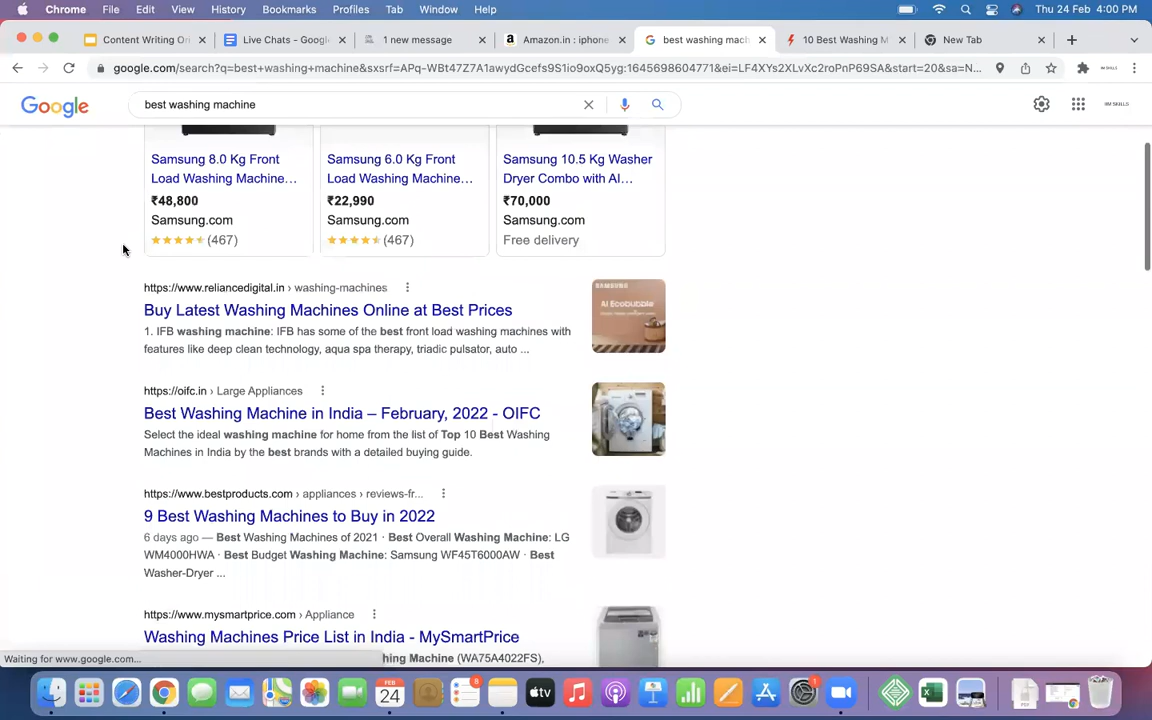 Chrome File Edit View History Bookmarks Profiles Tab Window Help Thu 24 Feb 4:00 PM
Content Writing Ori Live Chats - Google 1 new message Amazon.in : iphone best washing mach 10 Best Washing M New Tab
google.com/search?q=best+washing+machine&sxsrf=APq-WBt47Z7A1awydGcefs9S1io9oxQ5yg:1645698604771&ei=LF4XYs2XLvXc2roPnP69SA&start=20&sa=N...
Google best washing machine IIM SKILLS
Samsung 8.0 Kg Front
Load Washing Machine...
₹48,800
Samsung.com
(467)
Samsung 6.0 Kg Front
Load Washing Machine...
₹22,990
Samsung.com
(467)
Samsung 10.5 Kg Washer
Dryer Combo with AI...
₹70,000
Samsung.com
Free delivery
https://www.reliancedigital.in › washing-machines
Buy Latest Washing Machines Online at Best Prices
1. IFB washing machine: IFB has some of the best front load washing machines with
features like deep clean technology, aqua spa therapy, triadic pulsator, auto ...
SAMSUNG
AI Ecobubble
https://oifc.in › Large Appliances
Best Washing Machine in India – February, 2022 - OIFC
Select the ideal washing machine for home from the list of Top 10 Best Washing
Machines in India by the best brands with a detailed buying guide.
https://www.bestproducts.com › appliances › reviews-fr...
9 Best Washing Machines to Buy in 2022
6 days ago — Best Washing Machines of 2021 · Best Overall Washing Machine: LG
WM4000HWA · Best Budget Washing Machine: Samsung WF45T6000AW · Best
Washer-Dryer ...
https://www.mysmartprice.com › Appliance
Washing Machines Price List in India - MySmartPrice
hing Machine (WA75A4022FS),
Waiting for www.google.com...
8
FEB
24
tv
1